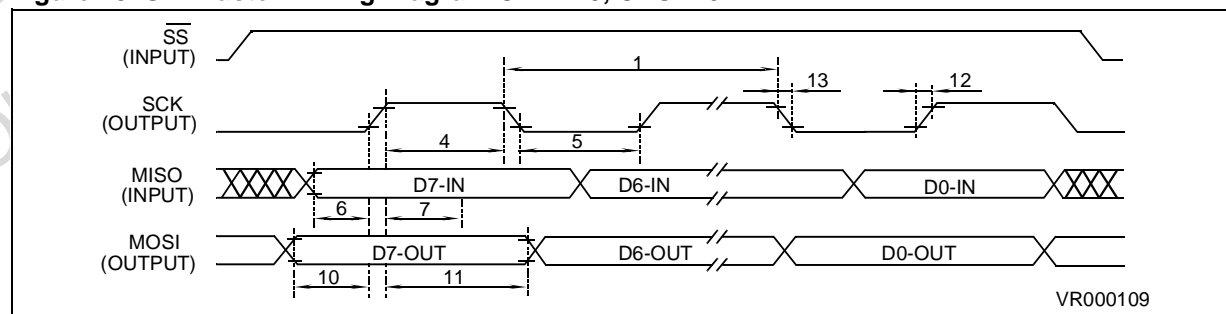 SS
(INPUT)
1
13
12
SCK
(OUTPUT)
4
5
MISO
(INPUT)
D7-IN
D6-IN
D0-IN
6
7
MOSI
(OUTPUT)
D7-OUT
D6-OUT
D0-OUT
10
11
VR000109